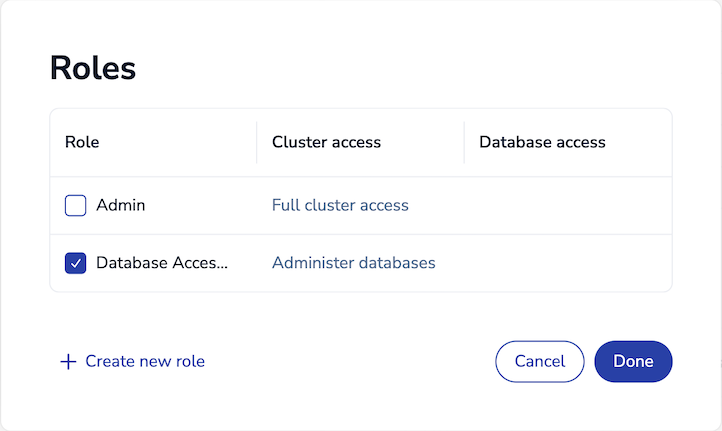 Roles
Role Cluster access Database access
Admin Full cluster access
Database Acces... Administer databases
+ Create new role Cancel Done